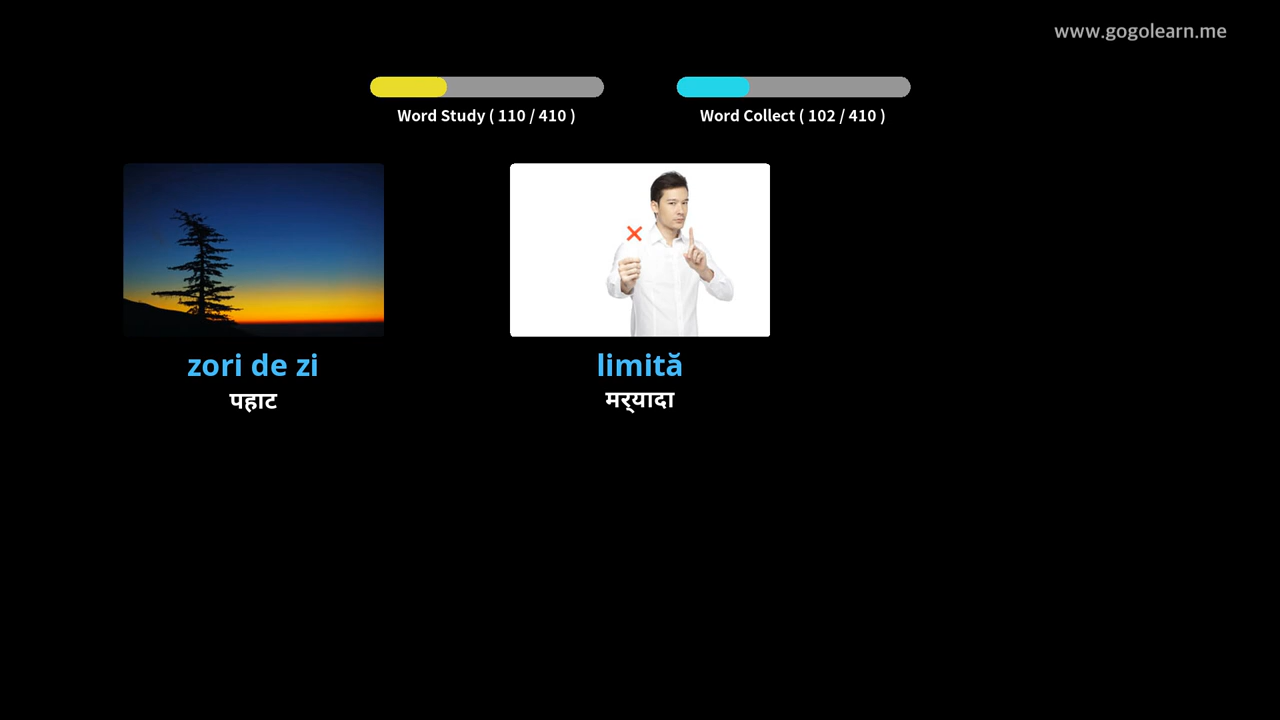 www.gogolearn.me
Word Study ( 110 / 410 )
Word Collect ( 102 / 410 )
zori de zi
पहाट
limită
मर्‍यादा